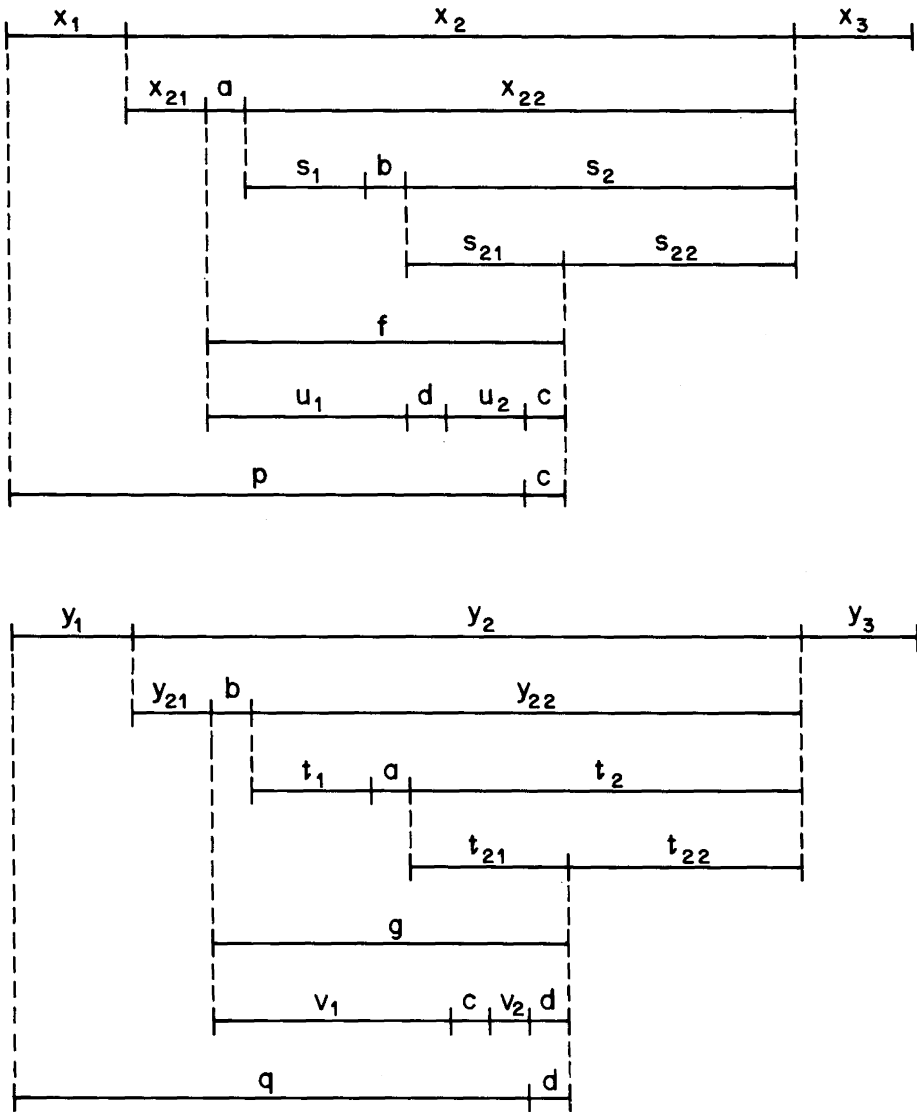 x₁ x₂ x₃
x₂₁ a x₂₂
s₁ b s₂
s₂₁ s₂₂
f
u₁ d u₂ c
p c
y₁ y₂ y₃
y₂₁ b y₂₂
t₁ a t₂
t₂₁ t₂₂
g
v₁ c v₂ d
q d